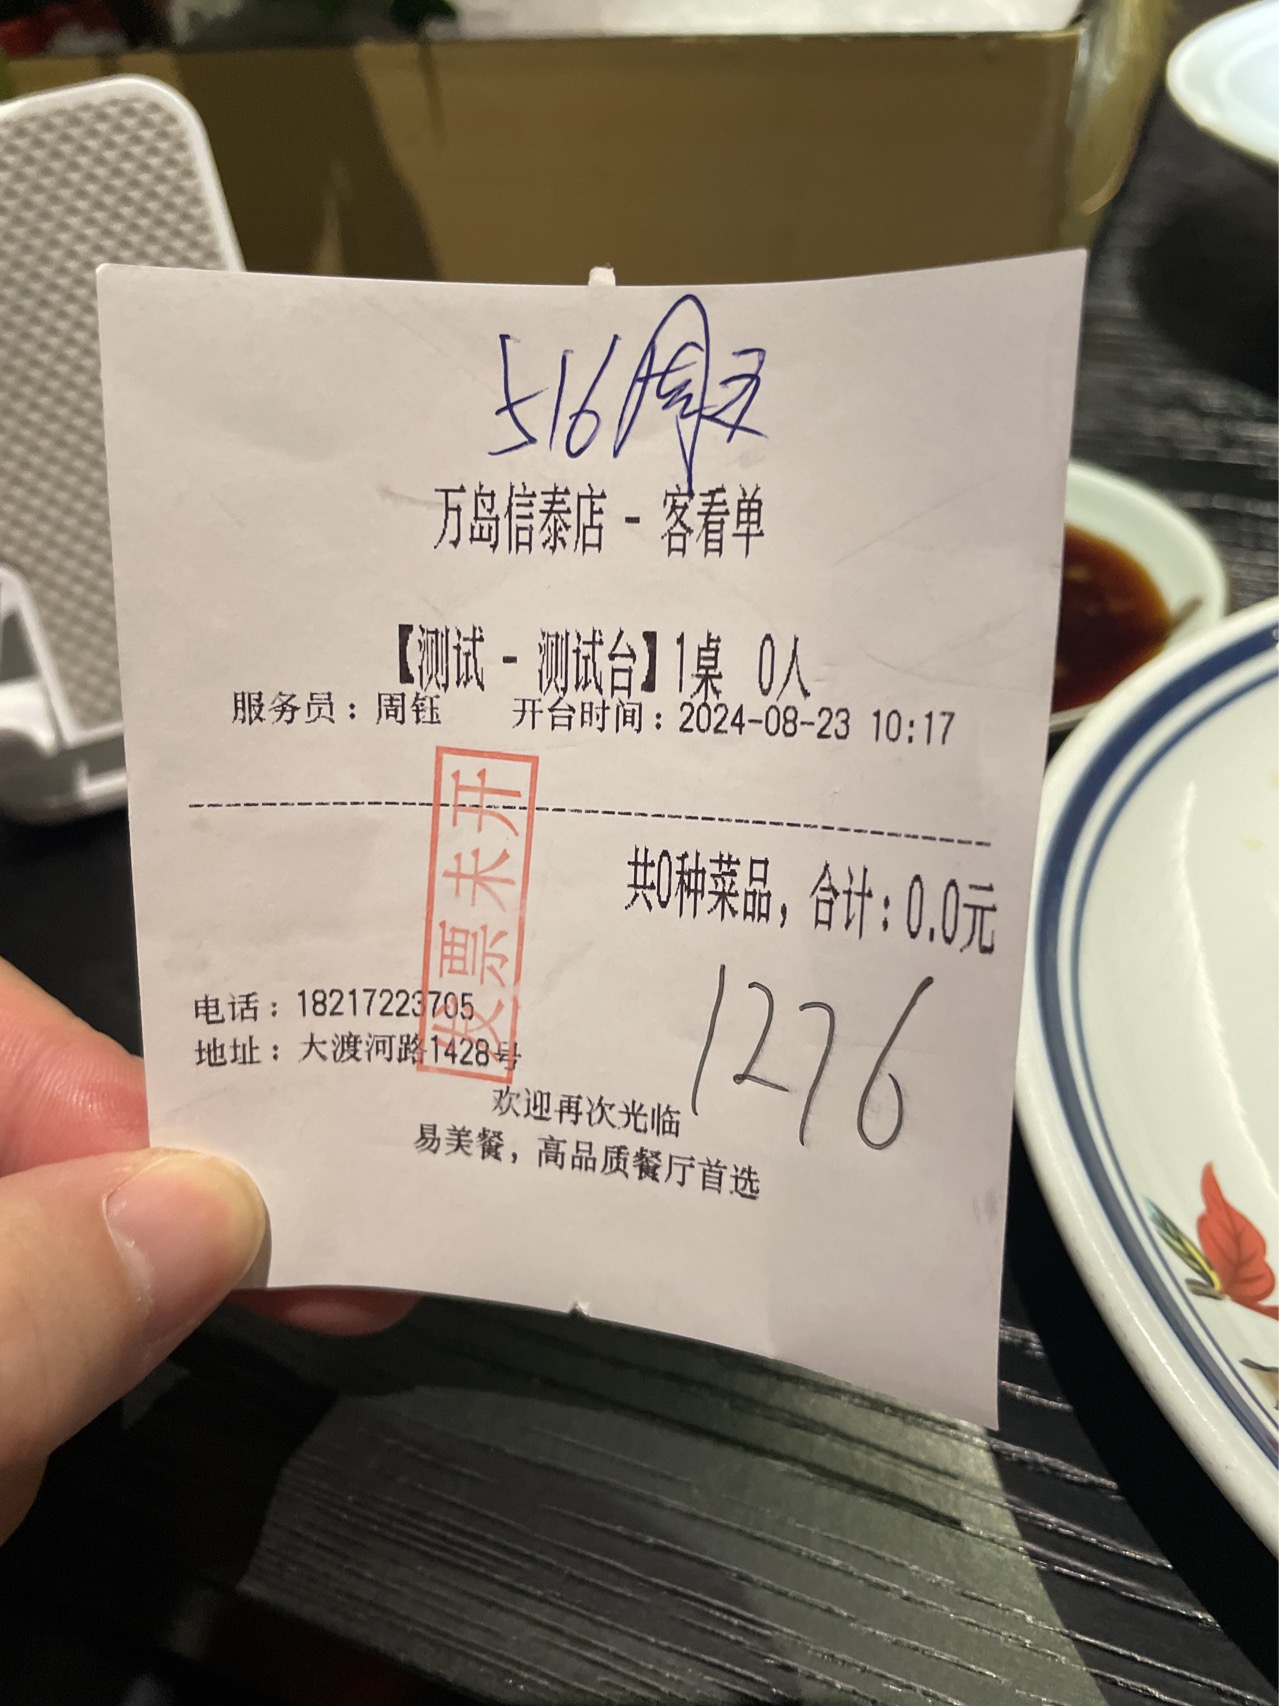 516周五
万岛信泰店 - 客看单
【测试 - 测试台】1桌 0人
服务员：周钰 开台时间：2024-08-23 10:17
共0种菜品，合计：0.0元
1276
发票未开
电话：18217223705
地址：大渡河路1428号
欢迎再次光临
易美餐，高品质餐厅首选